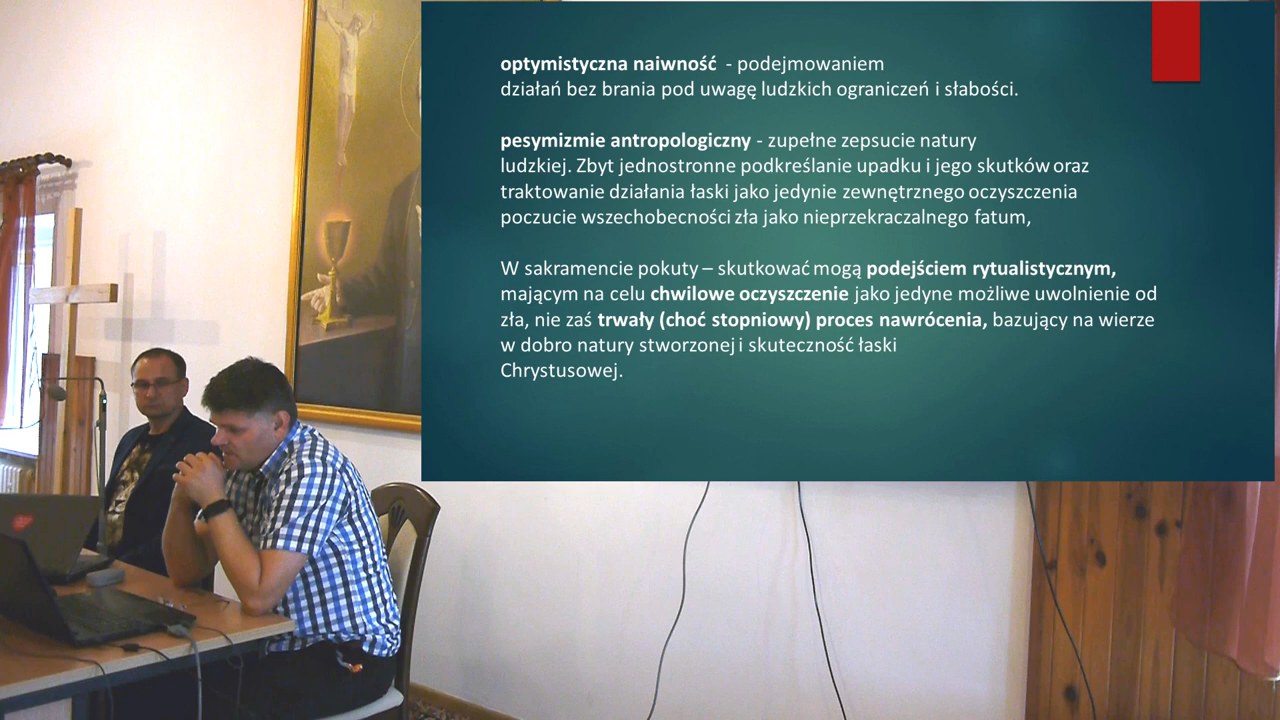 optymistyczna naiwność - podejmowaniem
działań bez brania pod uwagę ludzkich ograniczeń i słabości.
pesymizmie antropologiczny - zupełne zepsucie natury
ludzkiej. Zbyt jednostronne podkreślanie upadku i jego skutków oraz
traktowanie działania łaski jako jedynie zewnętrznego oczyszczenia
poczucie wszechobecności zła jako nieprzekraczalnego fatum,
W sakramencie pokuty – skutkować mogą podejściem rytualistycznym,
mającym na celu chwilowe oczyszczenie jako jedyne możliwe uwolnienie od
zła, nie zaś trwały (choć stopniowy) proces nawrócenia, bazujący na wierze
w dobro natury stworzonej i skuteczność łaski
Chrystusowej.